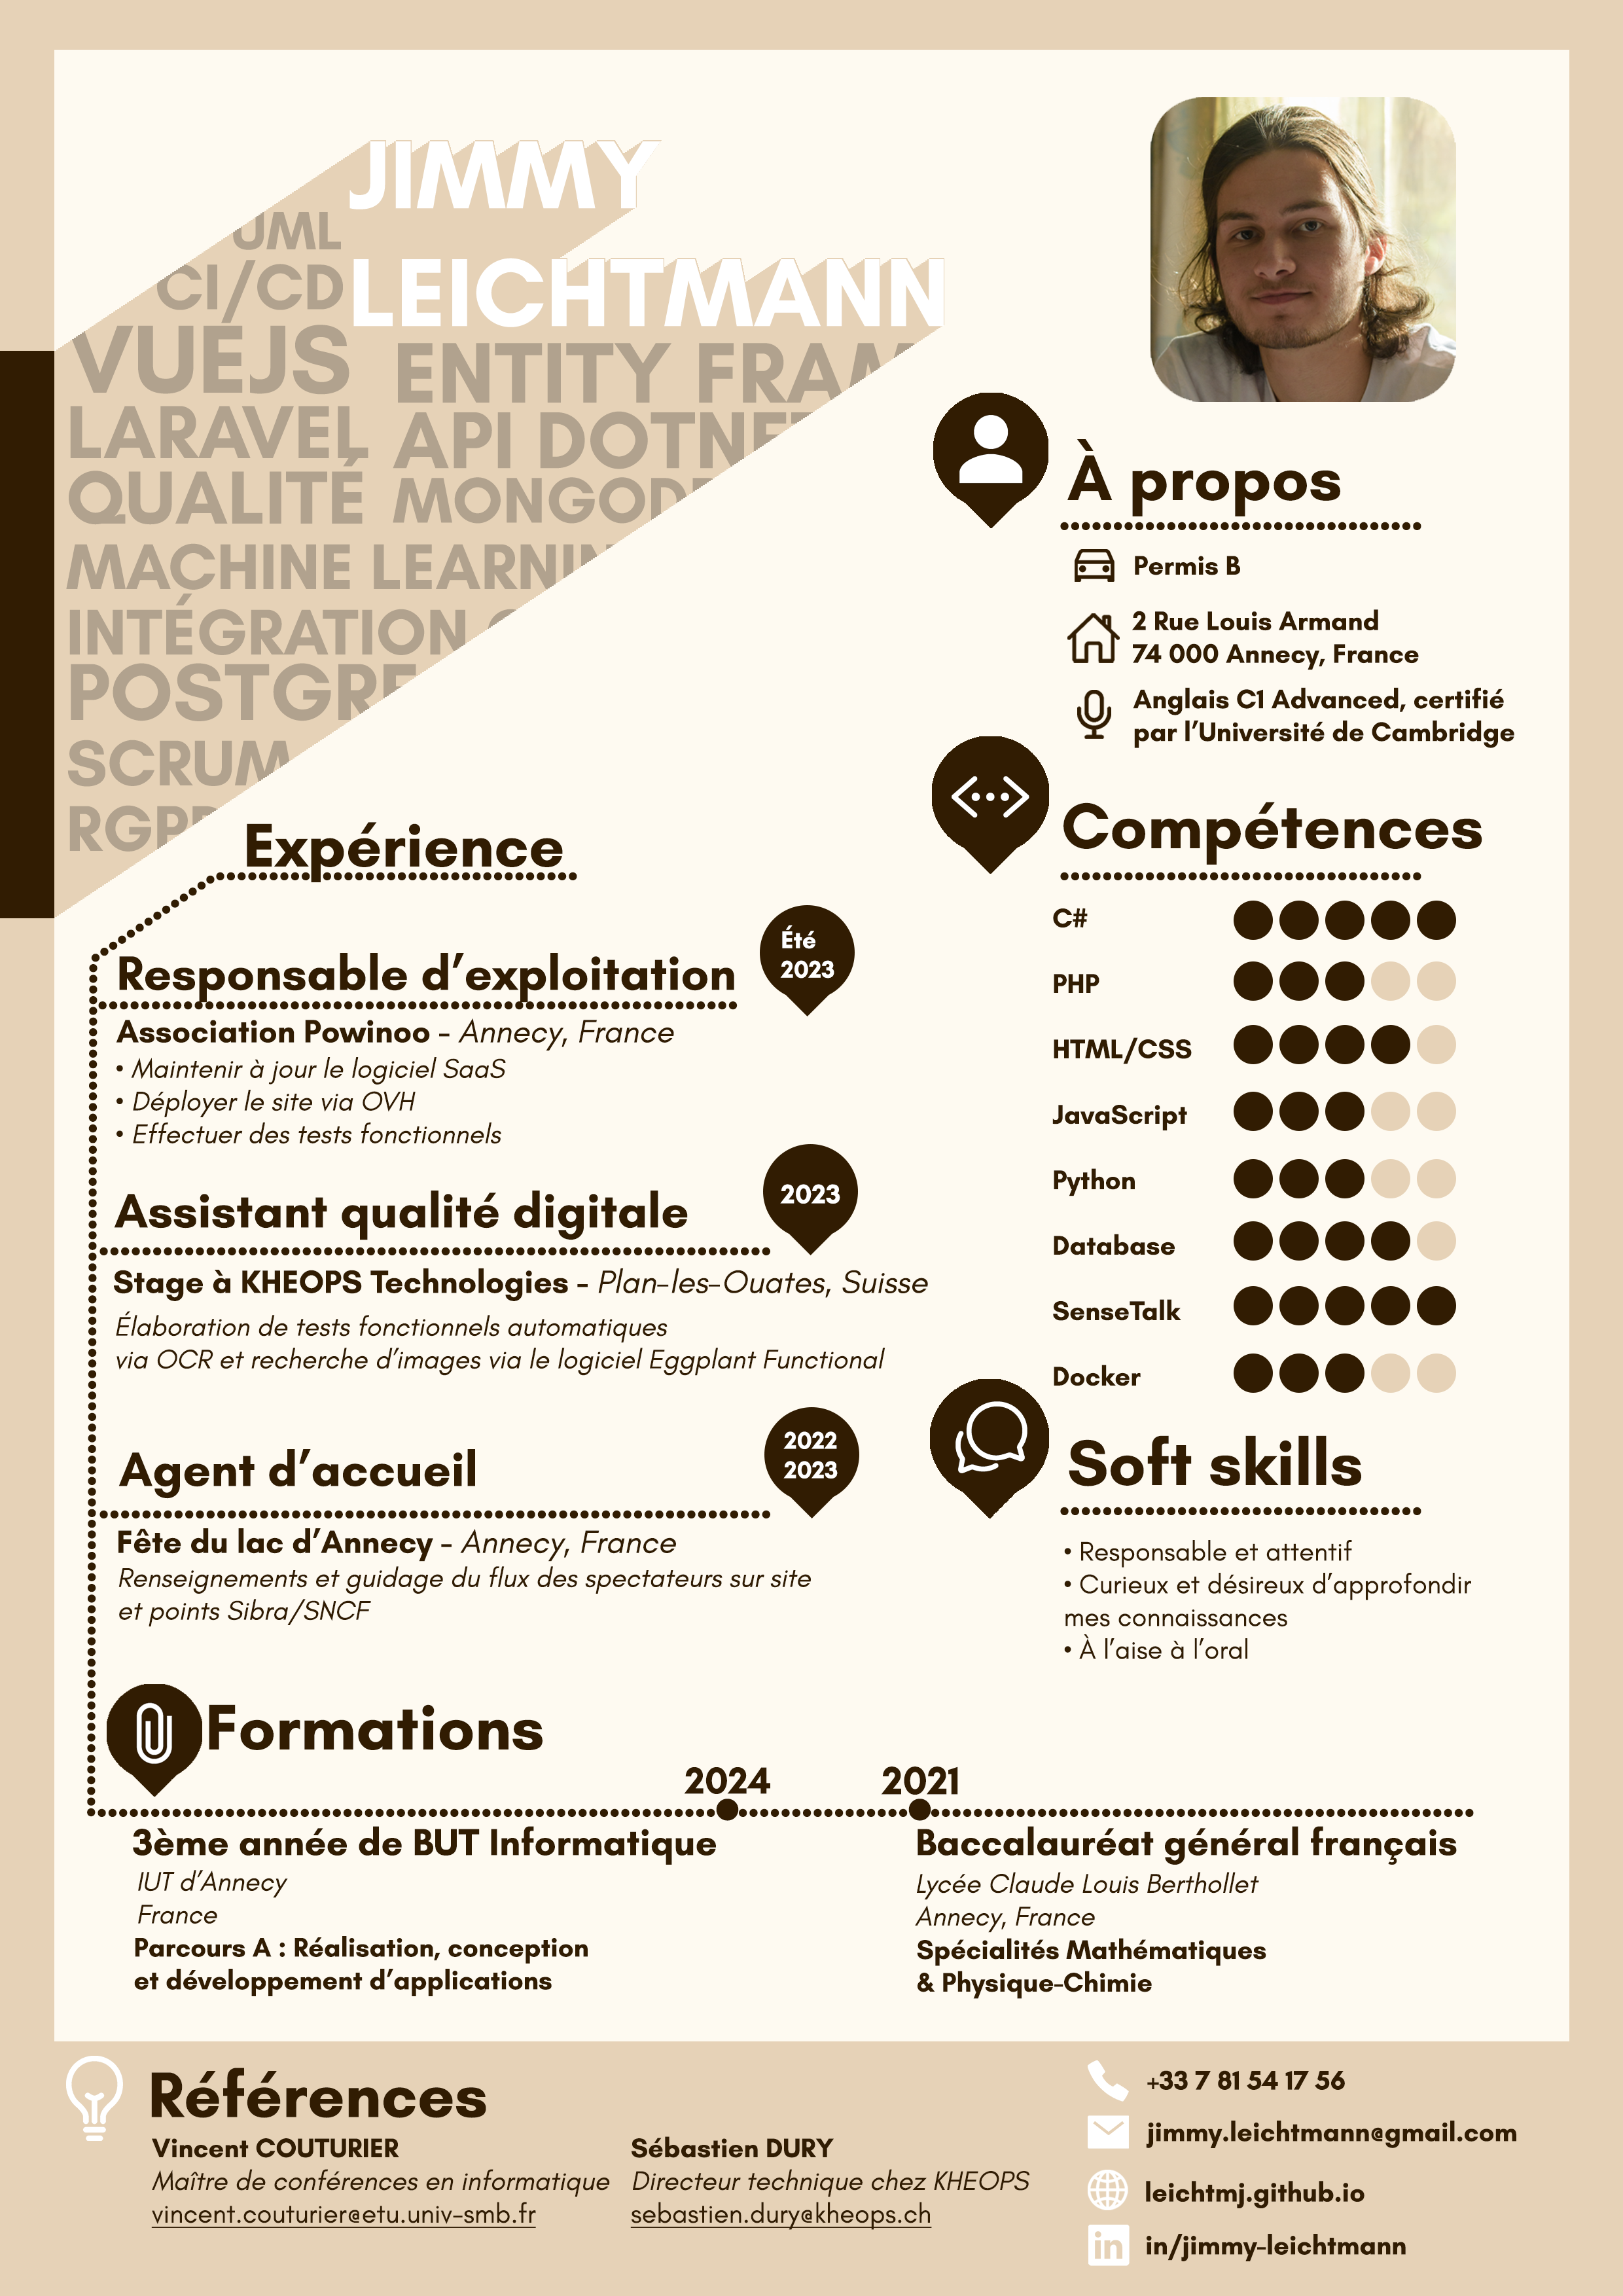 JIMMY
LEICHTMANN
UML
CI/CD
VUEJS
ENTITY FRAM
LARAVEL
API DOTNET
QUALITÉ
MONGOD
MACHINE LEARNIN
INTÉGRATION
POSTGRE
SCRUM
RGPD
À propos
Permis B
2 Rue Louis Armand
74 000 Annecy, France
Anglais C1 Advanced, certifié
par l’Université de Cambridge
Compétences
C#
PHP
HTML/CSS
JavaScript
Python
Database
SenseTalk
Docker
Soft skills
• Responsable et attentif
• Curieux et désireux d’approfondir
mes connaissances
• À l’aise à l’oral
Expérience
Été
2023
Responsable d’exploitation
Association Powinoo - Annecy, France
• Maintenir à jour le logiciel SaaS
• Déployer le site via OVH
• Effectuer des tests fonctionnels
2023
Assistant qualité digitale
Stage à KHEOPS Technologies - Plan-les-Ouates, Suisse
Élaboration de tests fonctionnels automatiques
via OCR et recherche d’images via le logiciel Eggplant Functional
2022
2023
Agent d’accueil
Fête du lac d’Annecy - Annecy, France
Renseignements et guidage du flux des spectateurs sur site
et points Sibra/SNCF
Formations
2024
3ème année de BUT Informatique
IUT d’Annecy
France
Parcours A : Réalisation, conception
et développement d’applications
2021
Baccalauréat général français
Lycée Claude Louis Berthollet
Annecy, France
Spécialités Mathématiques
& Physique-Chimie
Références
Vincent COUTURIER
Maître de conférences en informatique
vincent.couturier@etu.univ-smb.fr
Sébastien DURY
Directeur technique chez KHEOPS
sebastien.dury@kheops.ch
+33 7 81 54 17 56
jimmy.leichtmann@gmail.com
leichtmj.github.io
in/jimmy-leichtmann